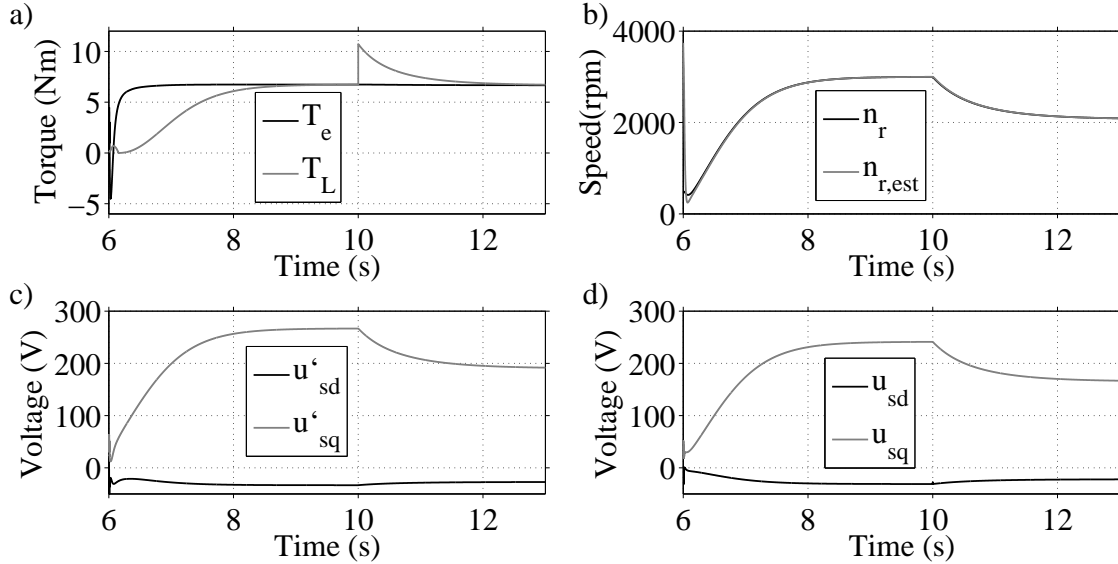 a)
Torque (Nm)
10
5
0
−5
6
8
10
12
Time (s)
T_e
T_L
b)
Speed(rpm)
4000
2000
0
6
8
10
12
Time (s)
n_r
n_r,est
c)
Voltage (V)
300
200
100
0
6
8
10
12
Time (s)
u‘_sd
u‘_sq
d)
Voltage (V)
300
200
100
0
6
8
10
12
Time (s)
u_sd
u_sq